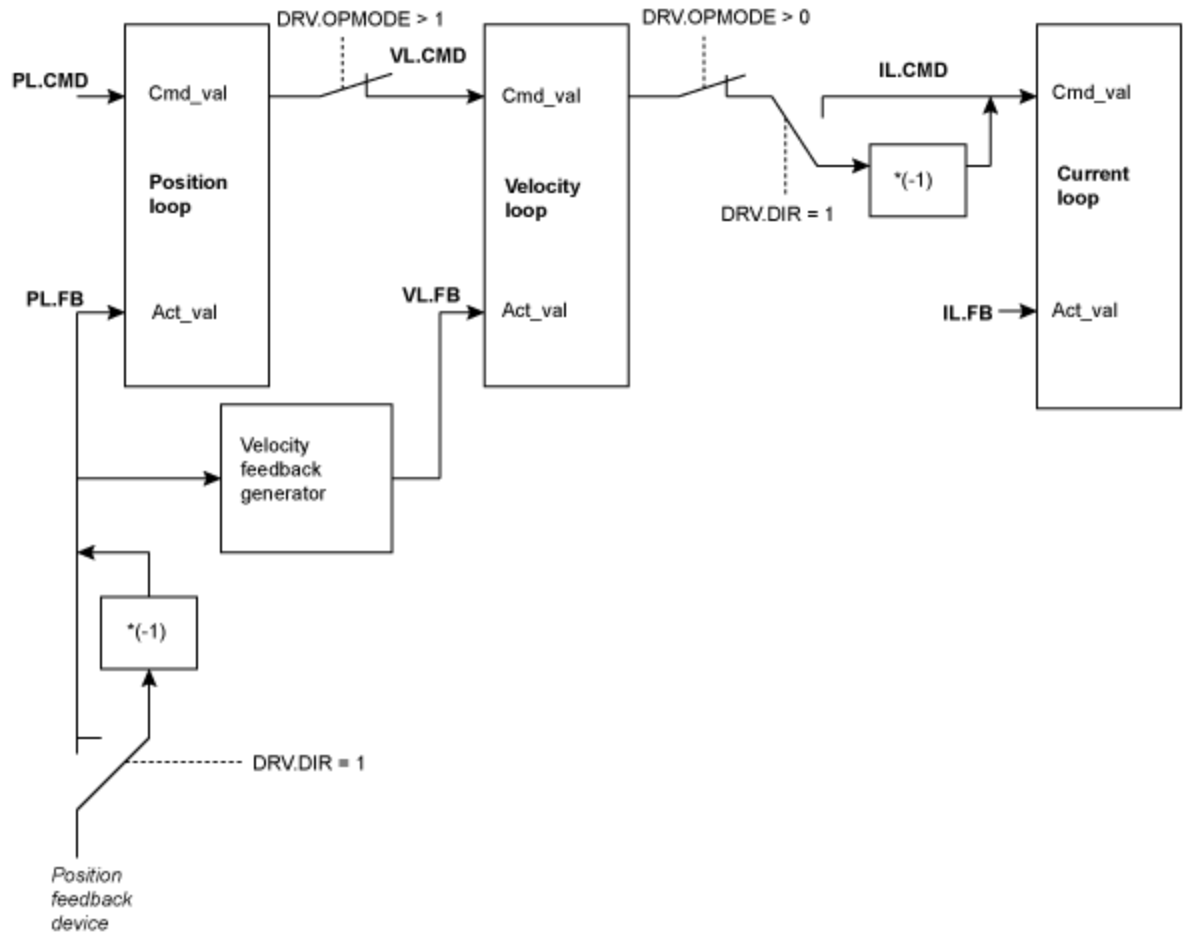 DRV.OPMODE > 1
DRV.OPMODE > 0
PL.CMD
VL.CMD
IL.CMD
Cmd_val
Cmd_val
Cmd_val
Position
loop
Velocity
loop
*(-1)
Current
loop
DRV.DIR = 1
PL.FB
Act_val
VL.FB
Act_val
IL.FB
Act_val
Velocity
feedback
generator
*(-1)
DRV.DIR = 1
Position
feedback
device